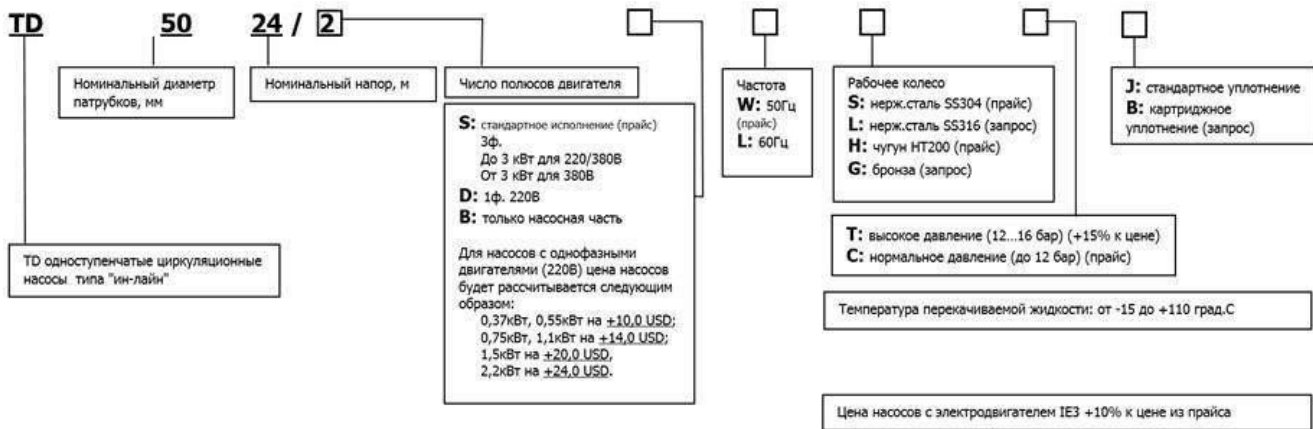 TD 50 24 / 2
Номинальный диаметр
патрубков, мм
Номинальный напор, м
Число полюсов двигателя
S: стандартное исполнение (прайс)
3ф.
До 3 кВт для 220/380В
От 3 кВт для 380В
D: 1ф. 220В
B: только насосная часть
Для насосов с однофазными
двигателями (220В) цена насосов
будет рассчитывается следующим
образом:
0,37кВт, 0,55кВт на +10,0 USD;
0,75кВт, 1,1кВт на +14,0 USD;
1,5кВт на +20,0 USD,
2,2кВт на +24,0 USD.
Частота
W: 50Гц
(прайс)
L: 60Гц
Рабочее колесо
S: нерж.сталь SS304 (прайс)
L: нерж.сталь SS316 (запрос)
H: чугун HT200 (прайс)
G: бронза (запрос)
J: стандартное уплотнение
B: картриджное
уплотнение (запрос)
T: высокое давление (12...16 бар) (+15% к цене)
C: нормальное давление (до 12 бар) (прайс)
TD одноступенчатые циркуляционные
насосы типа "ин-лайн"
Температура перекачиваемой жидкости: от -15 до +110 град.С
Цена насосов с электродвигателем IE3 +10% к цене из прайса